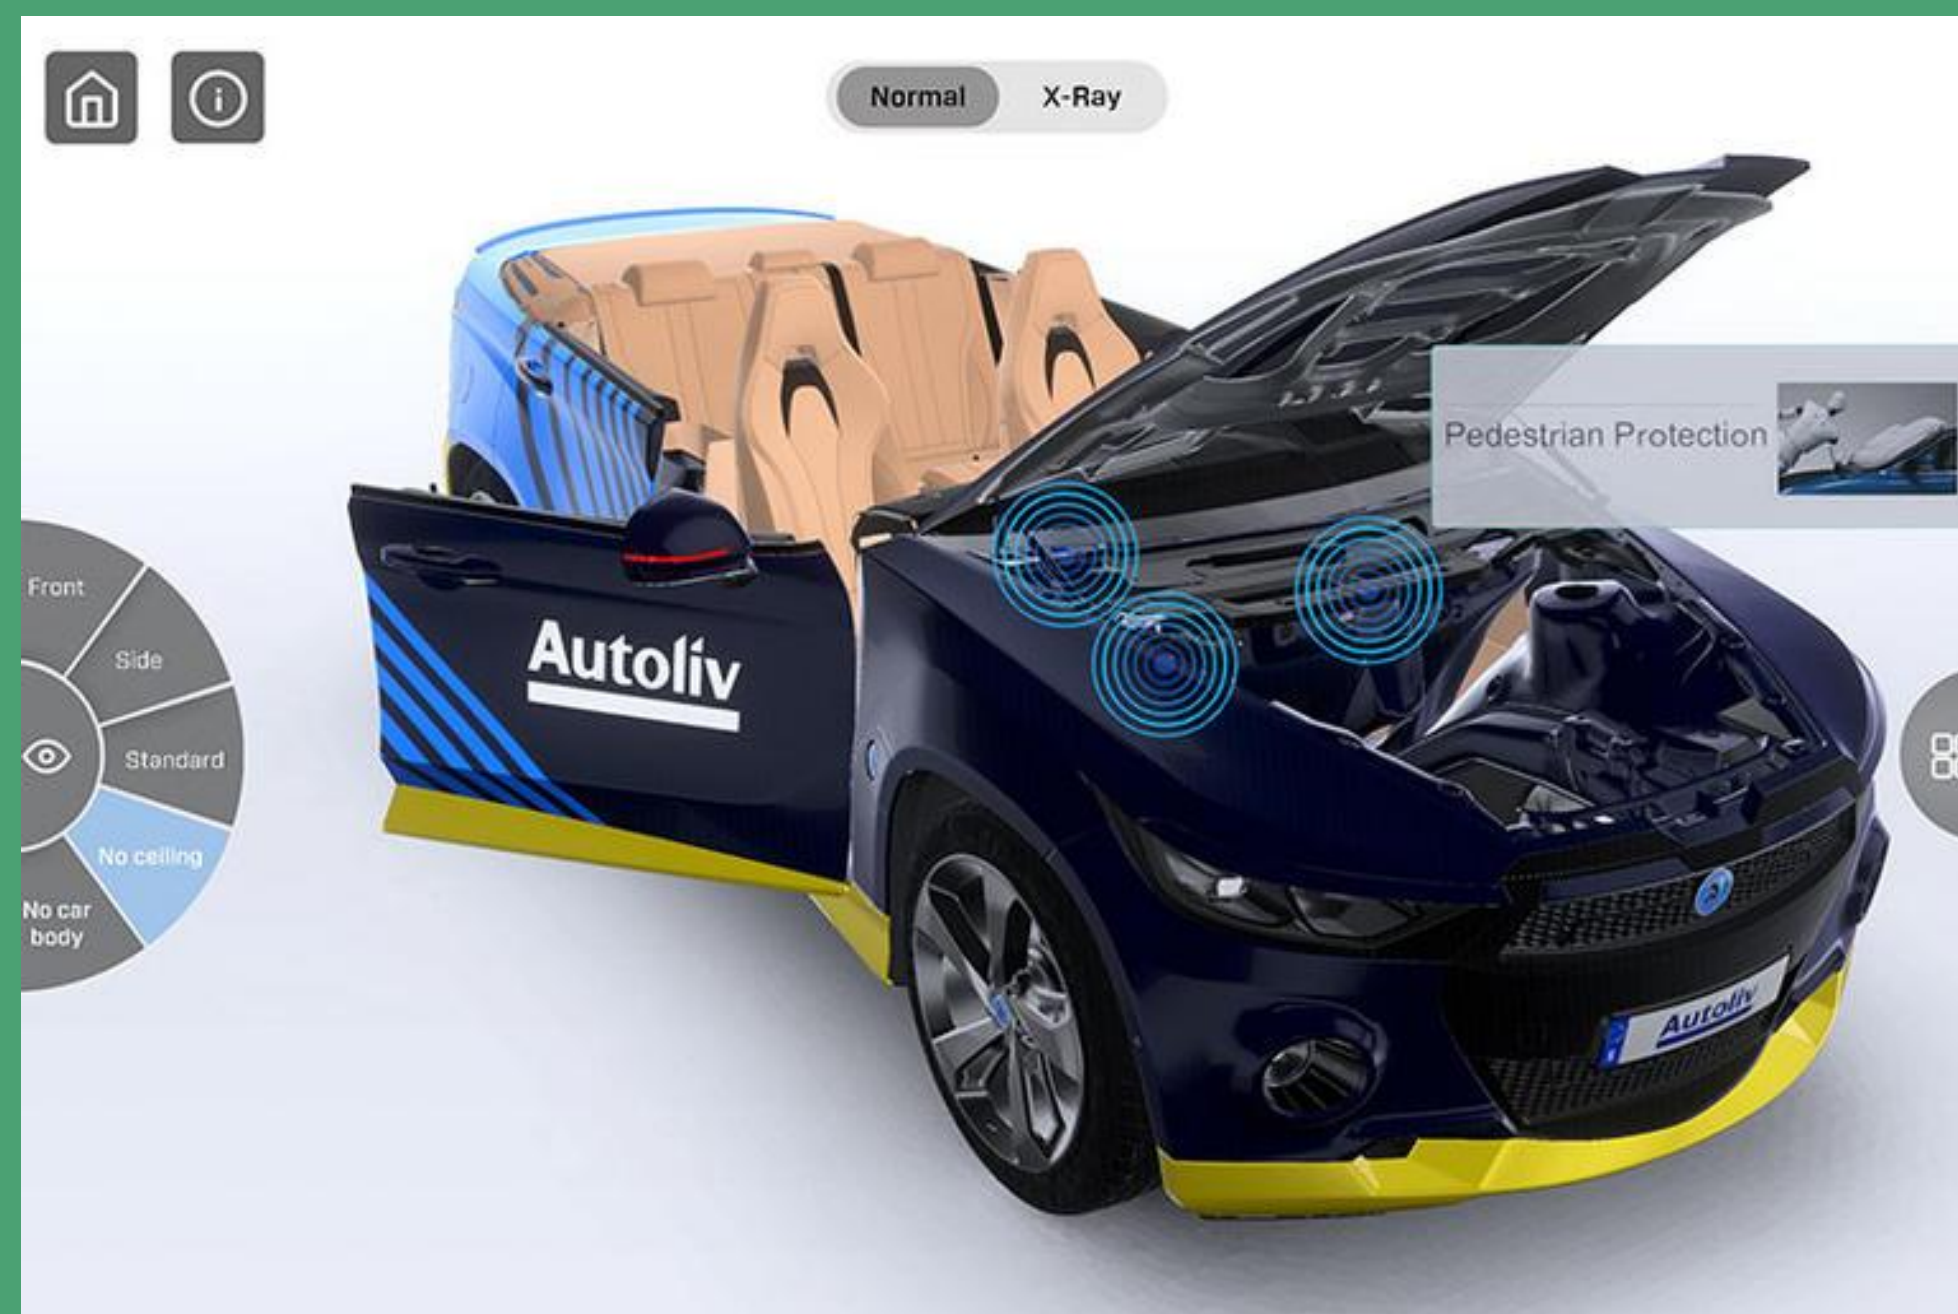 Normal
X-Ray
Pedestrian Protection
Front
Side
Standard
No ceiling
No car
body
Autoliv
Autoliv